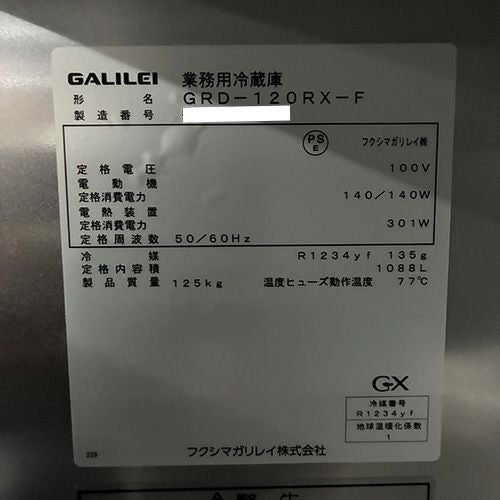 GALILEI 業務用冷蔵庫
形名 GRD-120RX-F
製造番号
PS E フクシマガリレイ㈱
定格電圧 100V
電動機
定格消費電力 140/140W
電熱装置
定格消費電力 301W
定格周波数 50/60Hz
冷媒 R1234yf 135g
定格内容積 1088L
製品質量 125kg 温度ヒューズ動作温度 77℃
GX
冷媒番号
R1234yf
地球温暖化係数
1
229 フクシマガリレイ株式会社